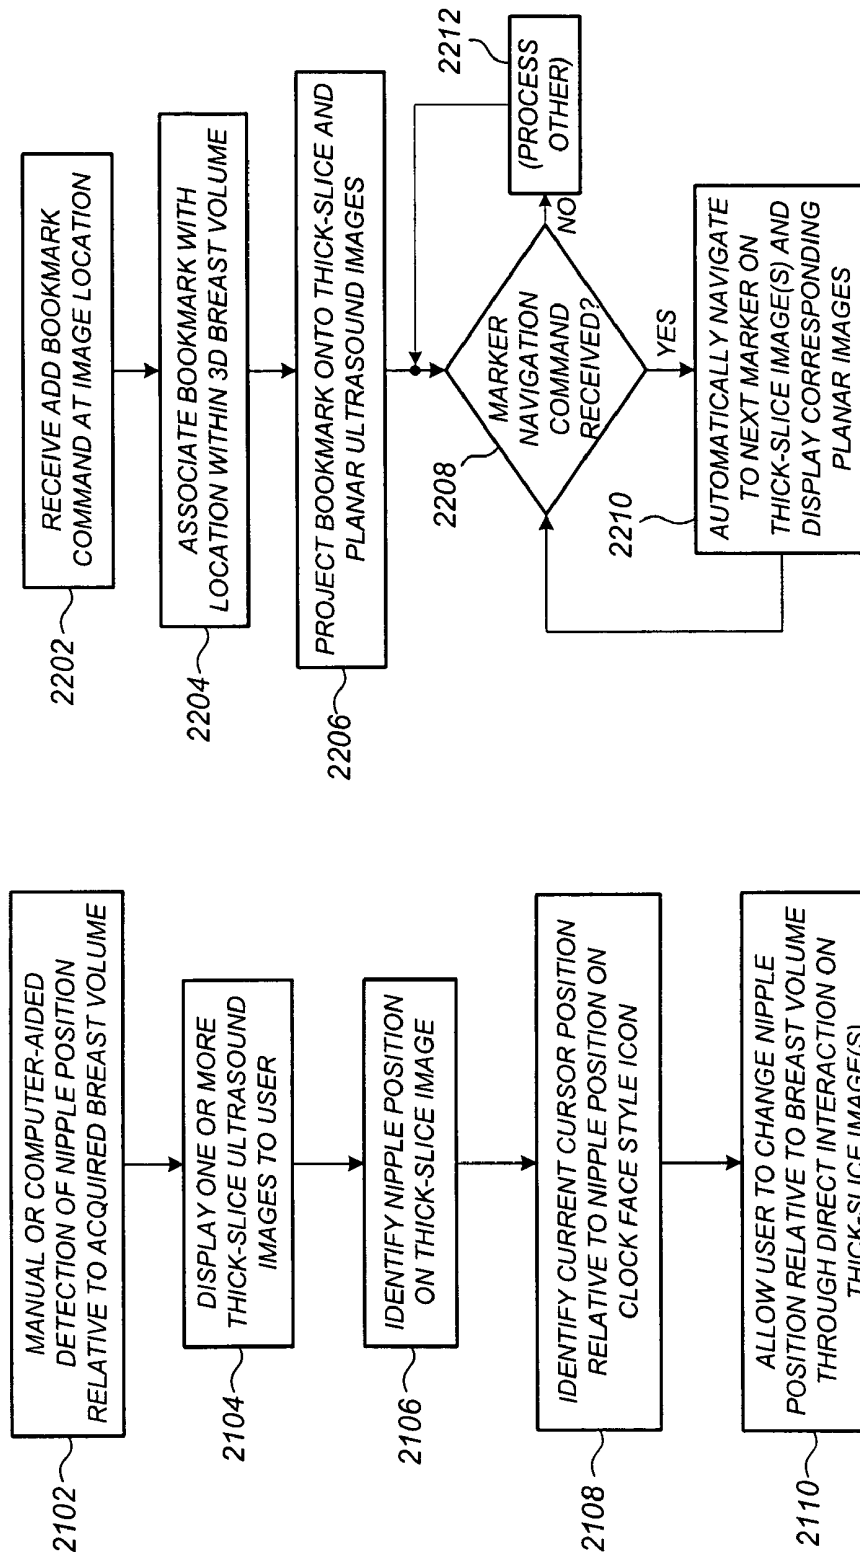 2102
MANUAL OR COMPUTER-AIDED
DETECTION OF NIPPLE POSITION
RELATIVE TO ACQUIRED BREAST VOLUME
2104
DISPLAY ONE OR MORE
THICK-SLICE ULTRASOUND
IMAGES TO USER
2106
IDENTIFY NIPPLE POSITION
ON THICK-SLICE IMAGE
2108
IDENTIFY CURRENT CURSOR POSITION
RELATIVE TO NIPPLE POSITION ON
CLOCK FACE STYLE ICON
2110
ALLOW USER TO CHANGE NIPPLE
POSITION RELATIVE TO BREAST VOLUME
THROUGH DIRECT INTERACTION ON
THICK-SLICE IMAGE(S)
2202
RECEIVE ADD BOOKMARK
COMMAND AT IMAGE LOCATION
2204
ASSOCIATE BOOKMARK WITH
LOCATION WITHIN 3D BREAST VOLUME
2206
PROJECT BOOKMARK ONTO THICK-SLICE AND
PLANAR ULTRASOUND IMAGES
2208
MARKER
NAVIGATION
COMMAND
RECEIVED?
NO
2212
(PROCESS
OTHER)
YES
2210
AUTOMATICALLY NAVIGATE
TO NEXT MARKER ON
THICK-SLICE IMAGE(S) AND
DISPLAY CORRESPONDING
PLANAR IMAGES